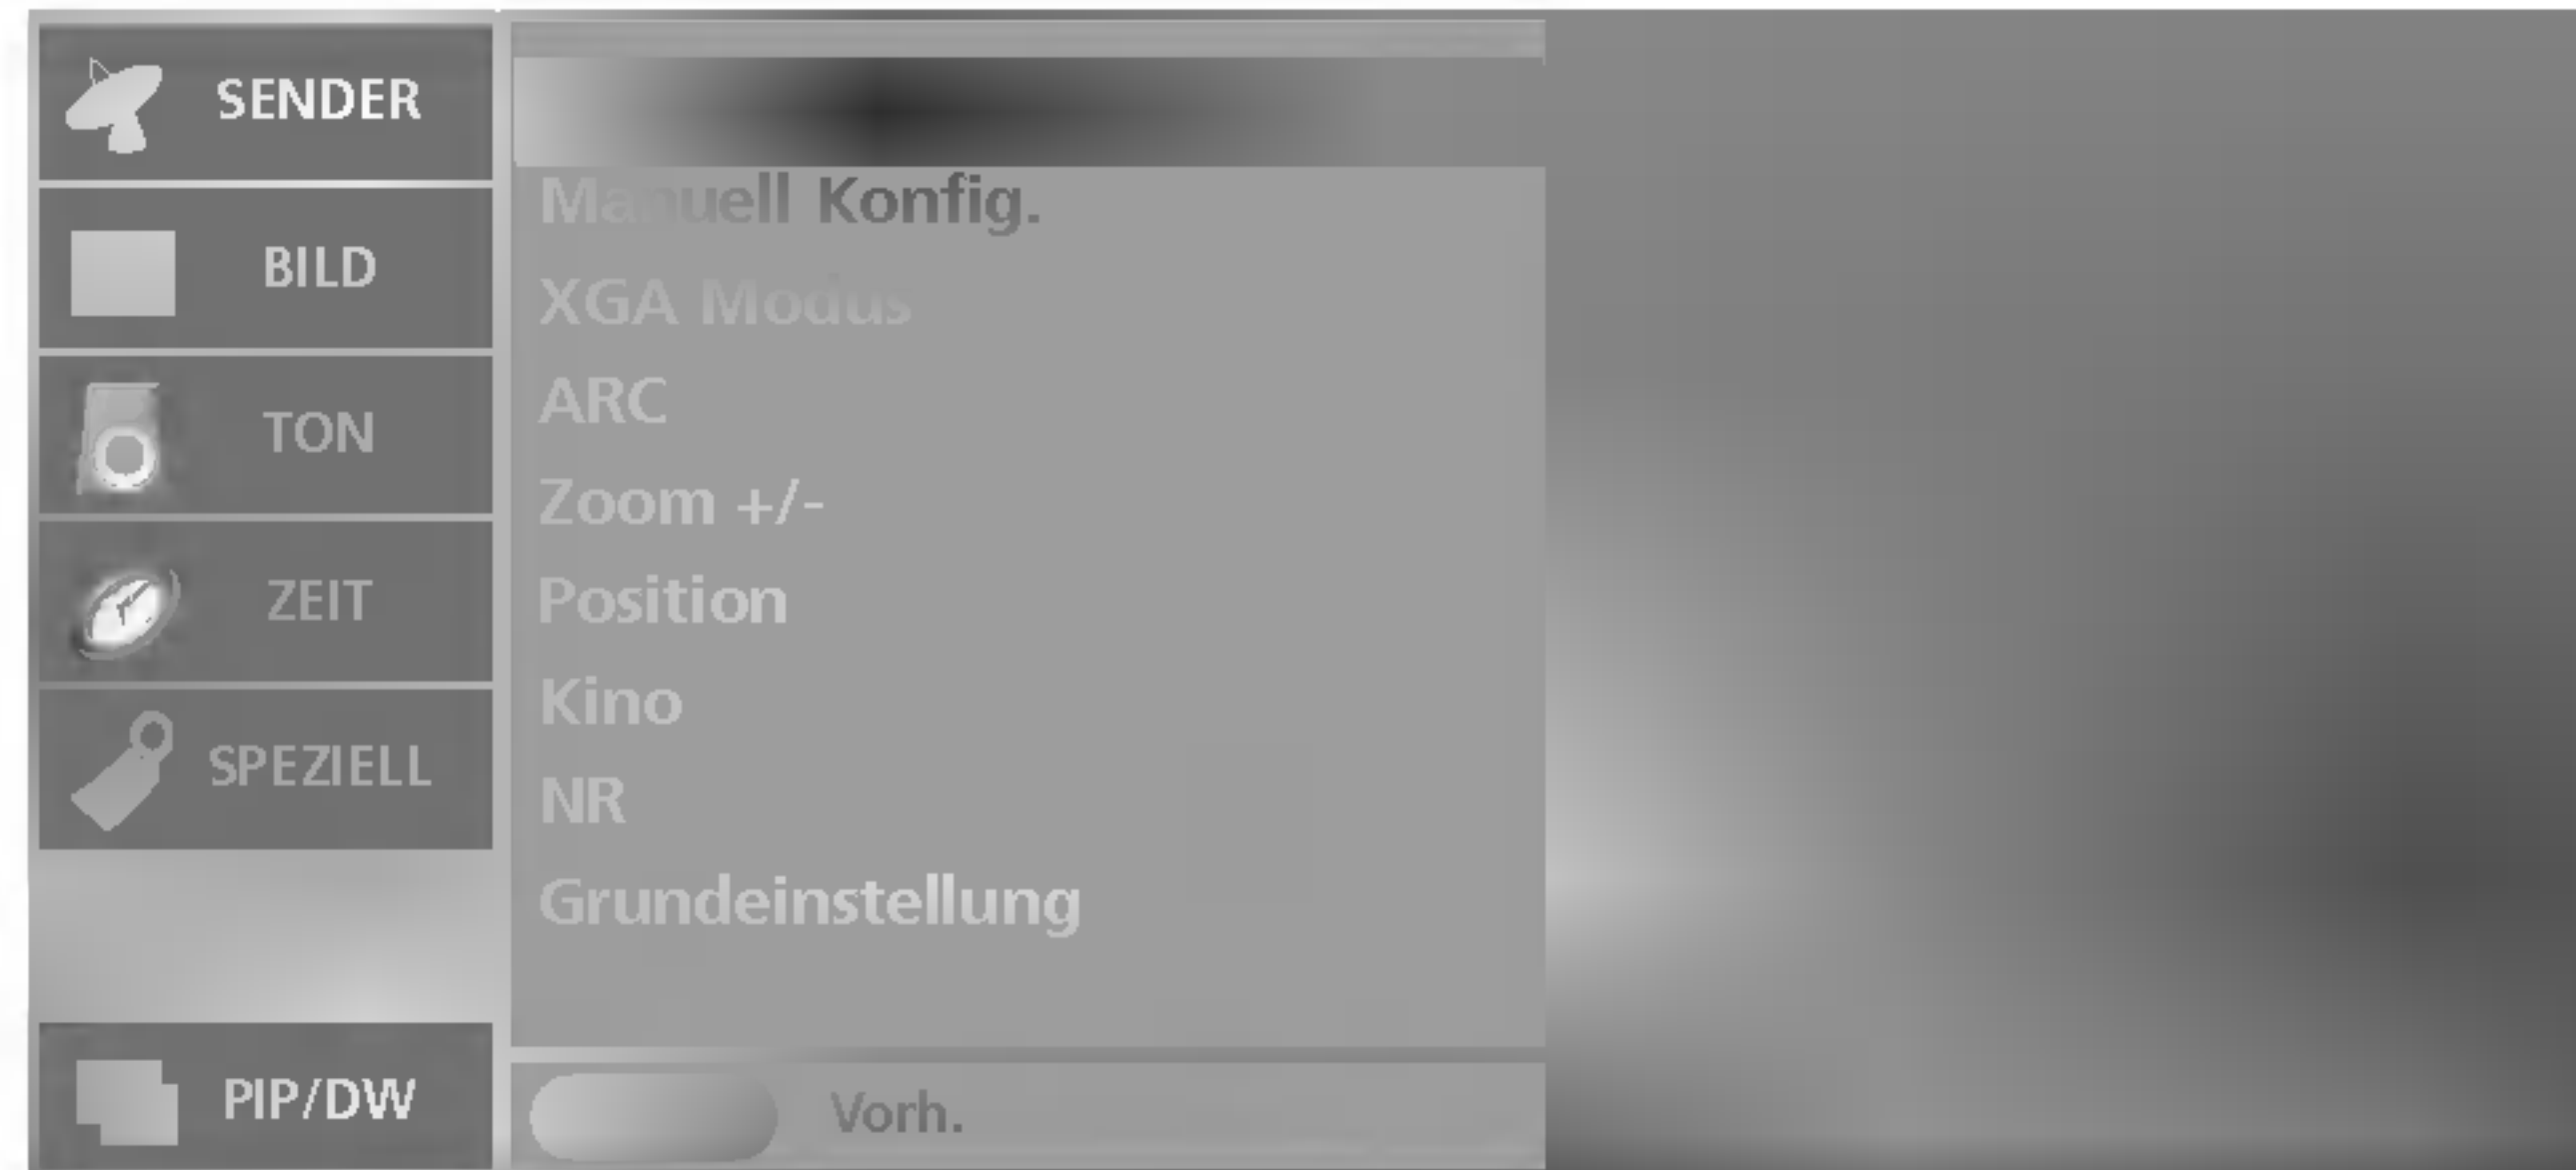 SENDER
BILD
TON
ZEIT
SPEZIELL
PIP/DW
Manuell Konfig.
XGA Modus
ARC
Zoom +/-
Position
Kino
NR
Grundeinstellung
Vorh.